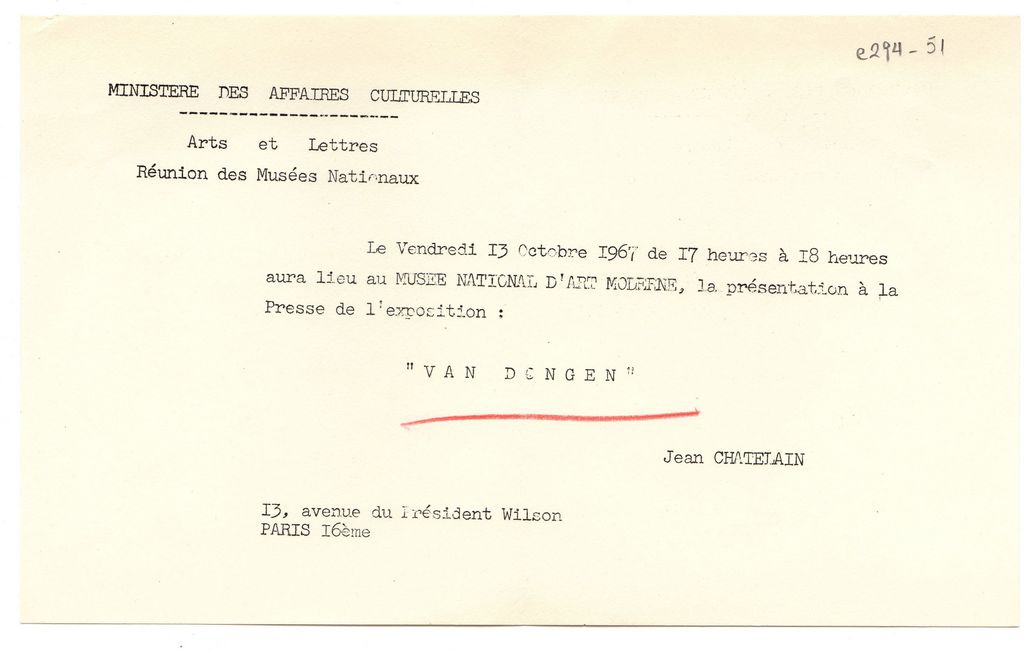 e294-51
MINISTERE DES AFFAIRES CULTURELLES
-----------------------
Arts et Lettres
Réunion des Musées Nationaux
Le Vendredi I3 Octobre I967 de I7 heures à I8 heures
aura lieu au MUSEE NATIONAL D'ART MODERNE, la présentation à la
Presse de l'exposition :
"VAN DONGEN"
Jean CHATELAIN
I3, avenue du Président Wilson
PARIS I6ème